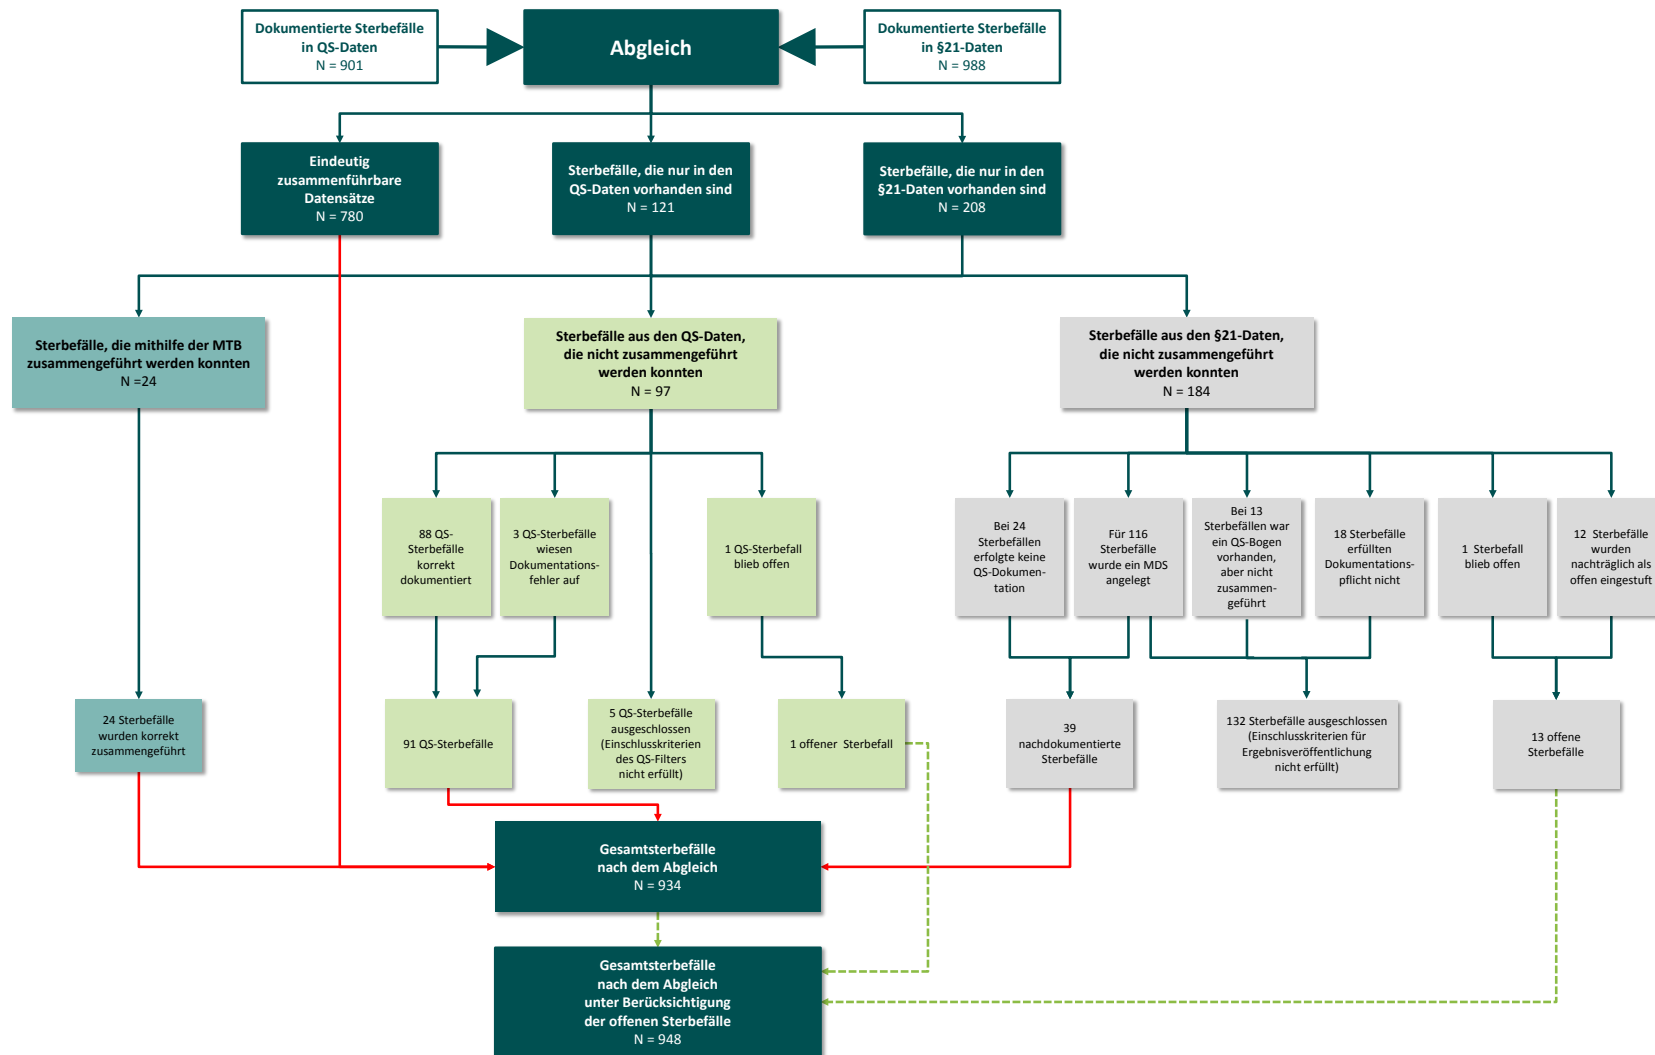 Dokumentierte Sterbefälle
in QS-Daten
N = 901
Abgleich
Dokumentierte Sterbefälle
in §21-Daten
N = 988
Eindeutig
zusammenführbare
Datensätze
N = 780
Sterbefälle, die nur in den
QS-Daten vorhanden sind
N = 121
Sterbefälle, die nur in den
§21-Daten vorhanden sind
N = 208
Sterbefälle, die mithilfe der MTB
zusammengeführt werden konnten
N =24
Sterbefälle aus den QS-Daten,
die nicht zusammengeführt
werden konnten
N = 97
Sterbefälle aus den §21-Daten,
die nicht zusammengeführt
werden konnten
N = 184
88 QS-
Sterbefälle
korrekt
dokumentiert
3 QS-Sterbefälle
wiesen
Dokumentations-
fehler auf
1 QS-Sterbefall
blieb offen
Bei 24
Sterbefällen
erfolgte keine
QS-Dokumen-
tation
Für 116
Sterbefälle
wurde ein MDS
angelegt
Bei 13
Sterbefällen war
ein QS-Bogen
vorhanden,
aber nicht
zusammen-
geführt
18 Sterbefälle
erfüllten
Dokumentations-
pflicht nicht
1 Sterbefall
blieb offen
12 Sterbefälle
wurden
nachträglich als
offen eingestuft
24 Sterbefälle
wurden korrekt
zusammengeführt
91 QS-Sterbefälle
5 QS-Sterbefälle
ausgeschlossen
(Einschlusskriterien
des QS-Filters
nicht erfüllt)
1 offener Sterbefall
39
nachdokumentierte
Sterbefälle
132 Sterbefälle ausgeschlossen
(Einschlusskriterien für
Ergebnisveröffentlichung
nicht erfüllt)
13 offene
Sterbefälle
Gesamtsterbefälle
nach dem Abgleich
N = 934
Gesamtsterbefälle
nach dem Abgleich
unter Berücksichtigung
der offenen Sterbefälle
N = 948